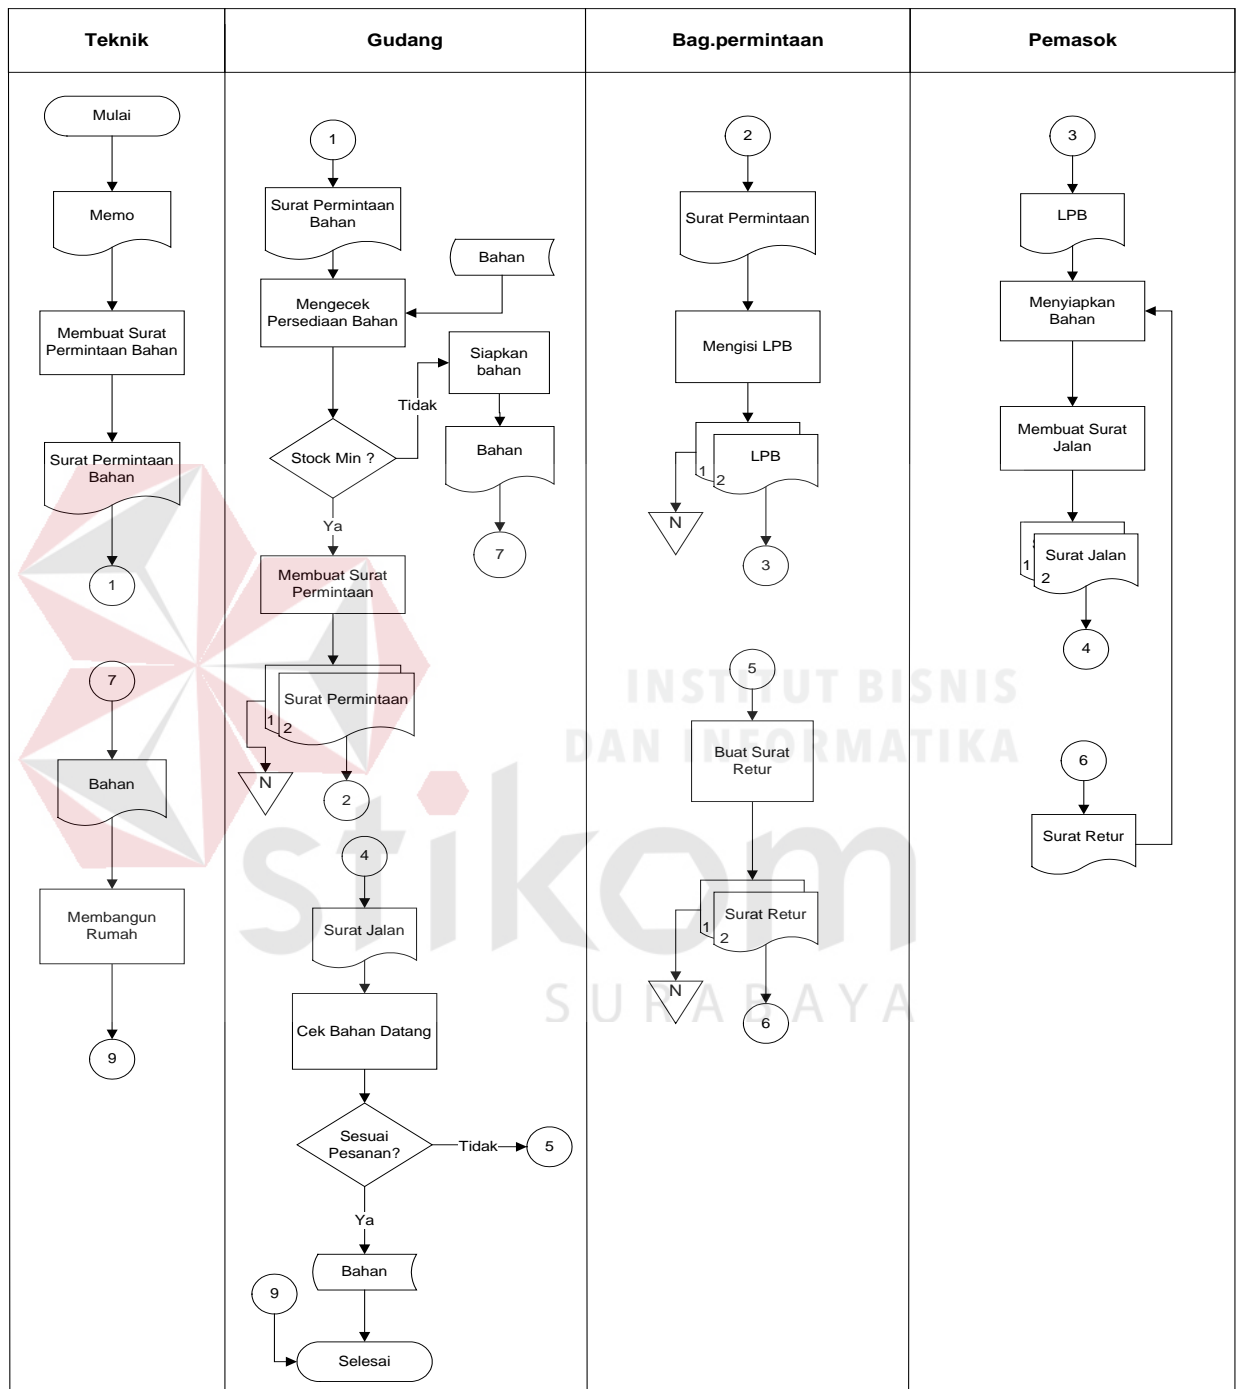 Teknik
Gudang
Bag.permintaan
Pemasok
Mulai
Memo
Membuat Surat
Permintaan Bahan
Surat Permintaan
Bahan
1
7
Bahan
Membangun
Rumah
9
1
Surat Permintaan
Bahan
Bahan
Mengecek
Persediaan Bahan
Siapkan
bahan
Tidak
Stock Min ?
Bahan
7
Ya
Membuat Surat
Permintaan
Surat Permintaan
1
2
N
2
4
Surat Jalan
Cek Bahan Datang
Sesuai
Pesanan?
Tidak
5
Ya
Bahan
9
Selesai
2
Surat Permintaan
Mengisi LPB
LPB
1
2
N
3
5
Buat Surat
Retur
Surat Retur
1
2
N
6
3
LPB
Menyiapkan
Bahan
Membuat Surat
Jalan
Surat Jalan
1
2
4
6
Surat Retur
INSTITUT BISNIS
DAN INFORMATIKA
stikom
SURABAYA